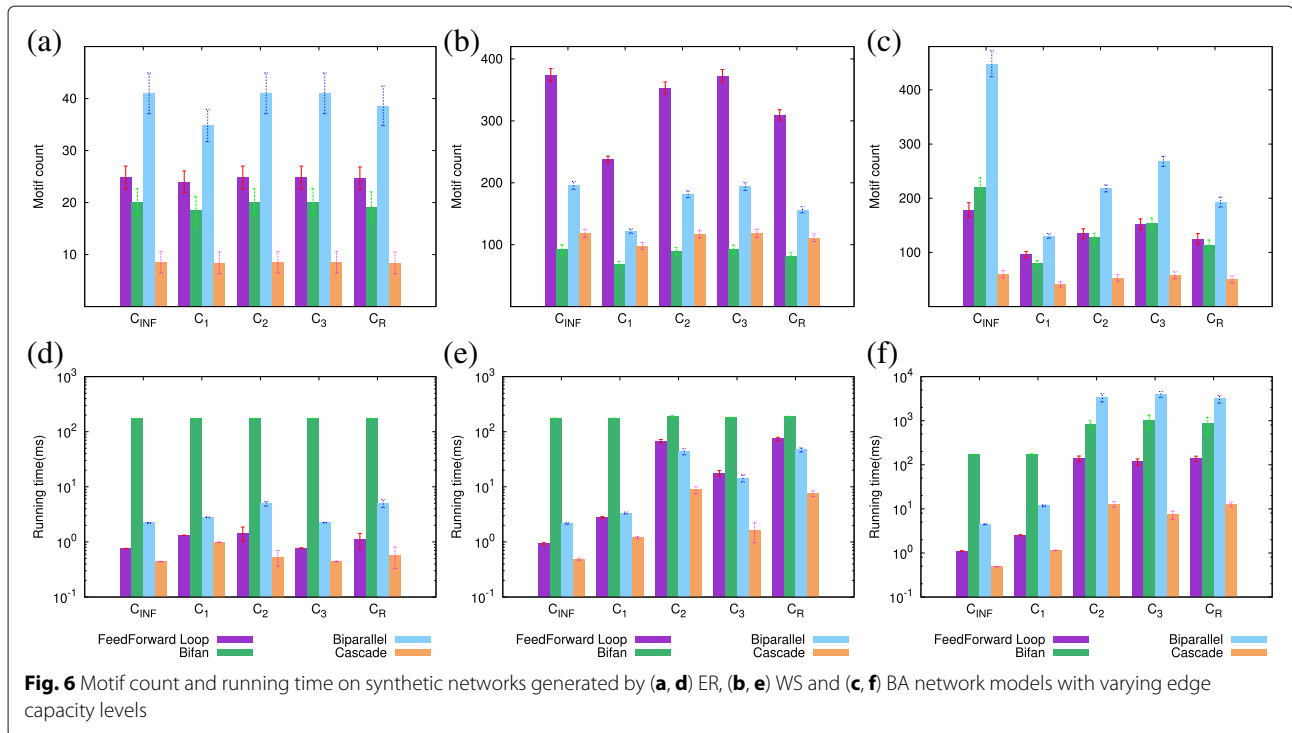 (a)
Motif count
40
30
20
10
C_INF C_1 C_2 C_3 C_R
(b)
Motif count
400
300
200
100
C_INF C_1 C_2 C_3 C_R
(c)
Motif count
400
300
200
100
C_INF C_1 C_2 C_3 C_R
(d)
Running time(ms)
10^3
10^2
10^1
10^0
10^-1
C_INF C_1 C_2 C_3 C_R
FeedForward Loop Biparallel
Bifan Cascade
(e)
Running time(ms)
10^3
10^2
10^1
10^0
10^-1
C_INF C_1 C_2 C_3 C_R
FeedForward Loop Biparallel
Bifan Cascade
(f)
Running time(ms)
10^4
10^3
10^2
10^1
10^0
10^-1
C_INF C_1 C_2 C_3 C_R
FeedForward Loop Biparallel
Bifan Cascade
Fig. 6 Motif count and running time on synthetic networks generated by (a, d) ER, (b, e) WS and (c, f) BA network models with varying edge
capacity levels